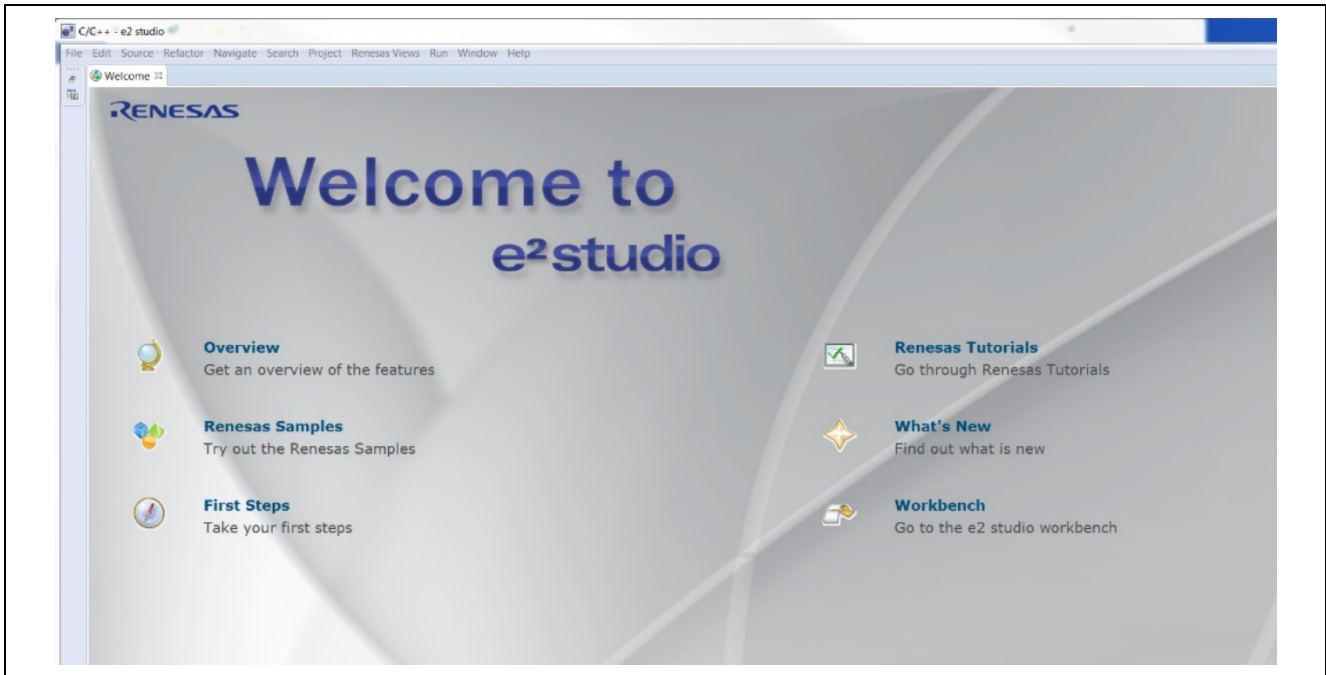 C/C++ - e2 studio
File Edit Source Refactor Navigate Search Project Renesas Views Run Window Help
Welcome
RENESAS
Welcome to
e² studio
Overview
Get an overview of the features
Renesas Samples
Try out the Renesas Samples
First Steps
Take your first steps
Renesas Tutorials
Go through Renesas Tutorials
What's New
Find out what is new
Workbench
Go to the e2 studio workbench